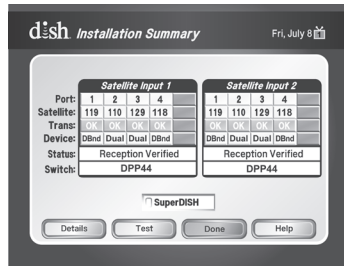 dish Installation Summary Fri, July 8
Satellite Input 1 Satellite Input 2
Port: 1 2 3 4 1 2 3 4
Satellite: 119 110 129 118 119 110 129 118
Trans: OK OK OK OK OK OK OK OK
Device: DBnd Dual Dual DBnd DBnd Dual Dual DBnd
Status: Reception Verified Reception Verified
Switch: DPP44 DPP44
SuperDISH
Details Test Done Help